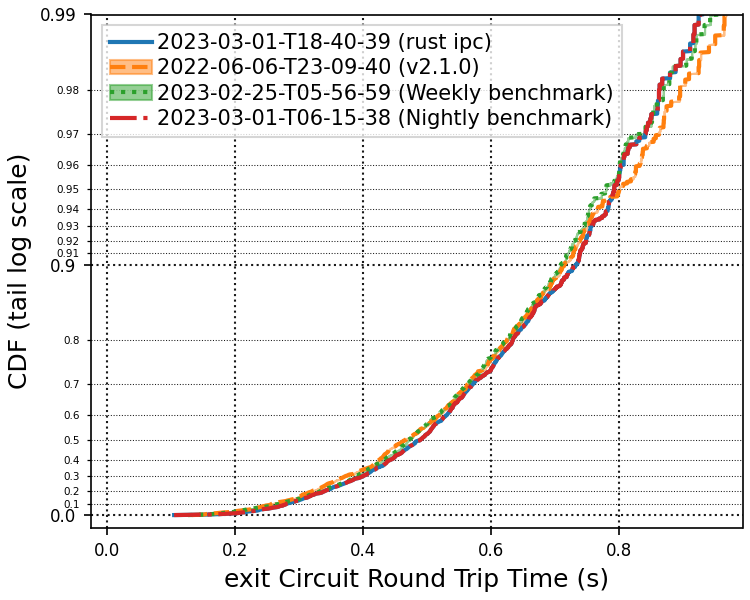 0.99
2023-03-01-T18-40-39 (rust ipc)
2022-06-06-T23-09-40 (v2.1.0)
2023-02-25-T05-56-59 (Weekly benchmark)
2023-03-01-T06-15-38 (Nightly benchmark)
0.98
0.97
0.96
0.95
0.94
0.93
0.92
0.91
0.9
0.8
0.7
0.6
0.5
0.4
0.3
0.2
0.1
0.0
CDF (tail log scale)
0.0 0.2 0.4 0.6 0.8
exit Circuit Round Trip Time (s)